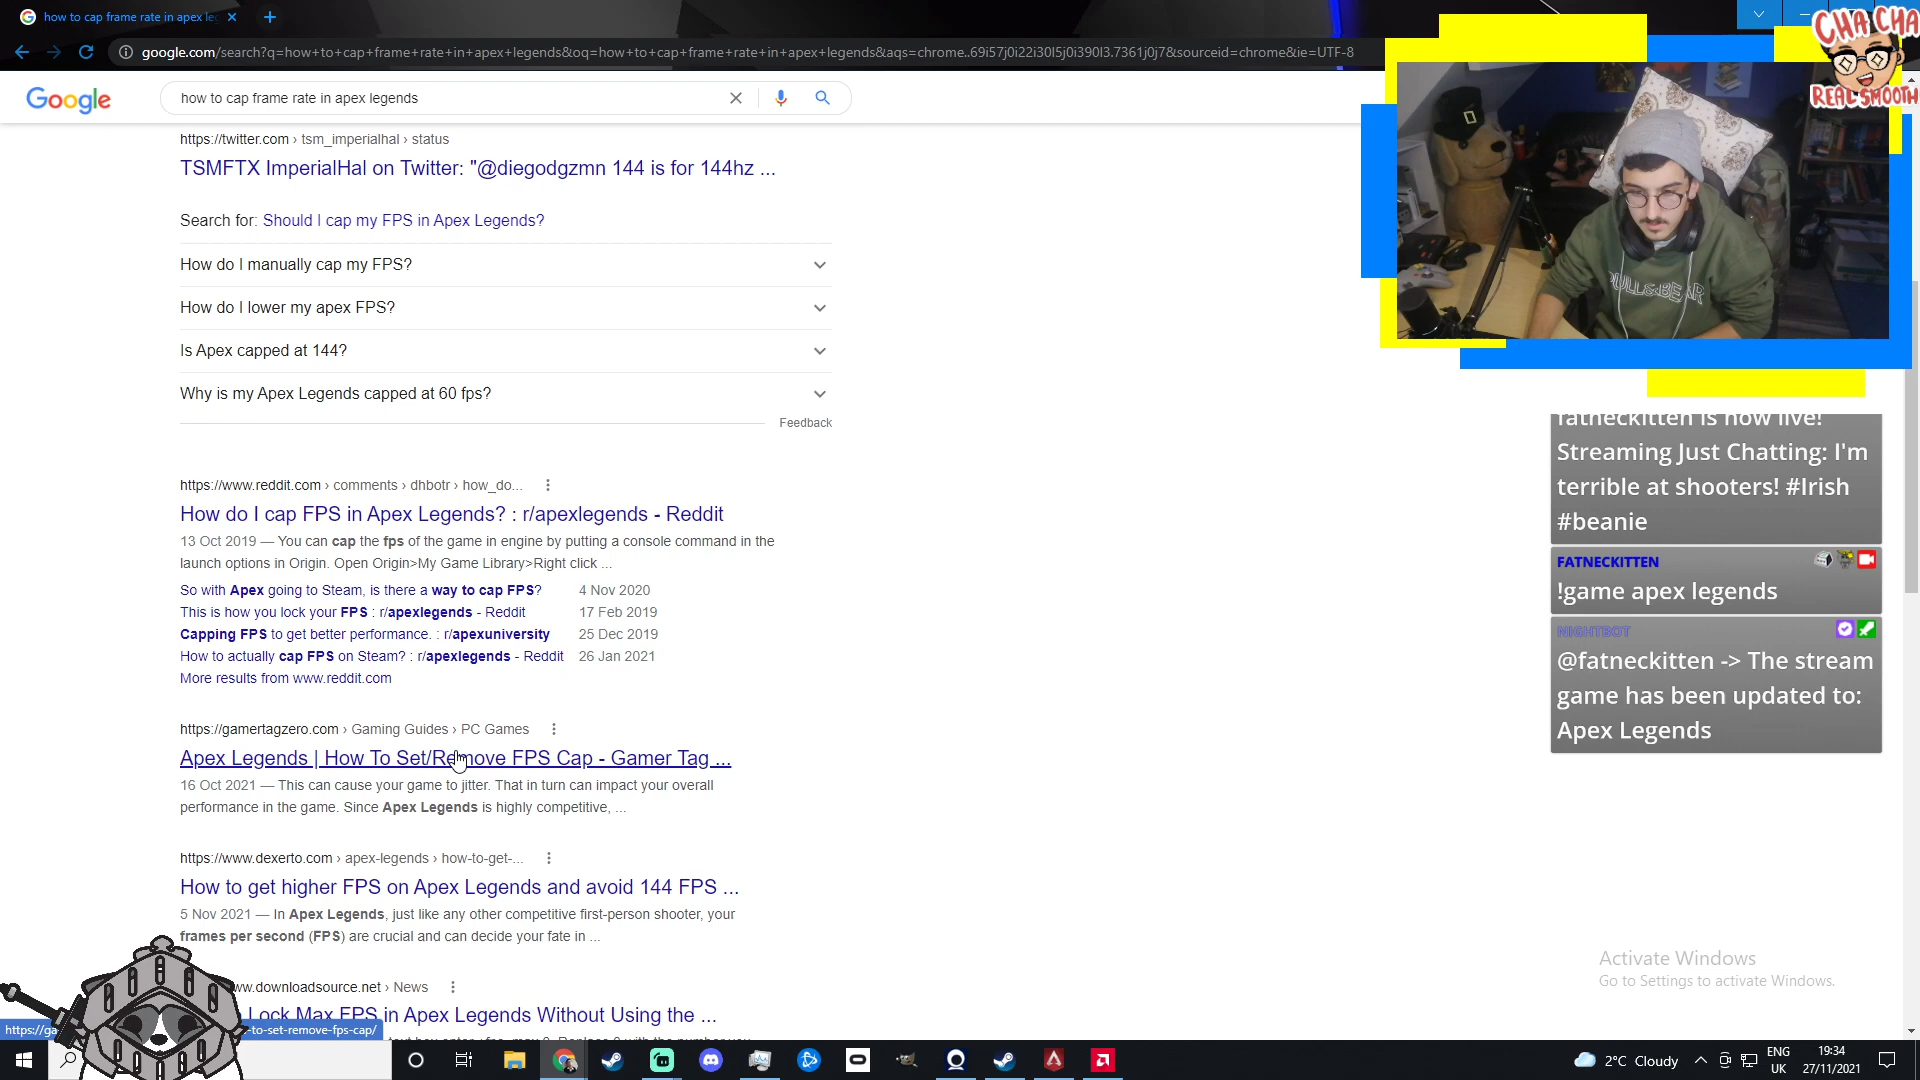 how to cap frame rate in apex leg
google.com/search?q=how+to+cap+frame+rate+in+apex+legends&oq=how+to+cap+frame+rate+in+apex+legends&aqs=chrome..69i57j0i22i30l5j0i390l3.7361j0j7&sourceid=chrome&ie=UTF-8
CHA CHA
REAL SMOOTH
Google
how to cap frame rate in apex legends
https://twitter.com › tsm_imperialhal › status
TSMFTX ImperialHal on Twitter: "@diegodgzmn 144 is for 144hz ...
Search for: Should I cap my FPS in Apex Legends?
How do I manually cap my FPS?
How do I lower my apex FPS?
Is Apex capped at 144?
Why is my Apex Legends capped at 60 fps?
Feedback
https://www.reddit.com › comments › dhbotr › how_do...
How do I cap FPS in Apex Legends? : r/apexlegends - Reddit
13 Oct 2019 — You can cap the fps of the game in engine by putting a console command in the
launch options in Origin. Open Origin>My Game Library>Right click ...
So with Apex going to Steam, is there a way to cap FPS? 4 Nov 2020
This is how you lock your FPS : r/apexlegends - Reddit 17 Feb 2019
Capping FPS to get better performance. : r/apexuniversity 25 Dec 2019
How to actually cap FPS on Steam? : r/apexlegends - Reddit 26 Jan 2021
More results from www.reddit.com
https://gamertagzero.com › Gaming Guides › PC Games
Apex Legends | How To Set/Remove FPS Cap - Gamer Tag ...
16 Oct 2021 — This can cause your game to jitter. That in turn can impact your overall
performance in the game. Since Apex Legends is highly competitive, ...
https://www.dexerto.com › apex-legends › how-to-get-...
How to get higher FPS on Apex Legends and avoid 144 FPS ...
5 Nov 2021 — In Apex Legends, just like any other competitive first-person shooter, your
frames per second (FPS) are crucial and can decide your fate in ...
ww.downloadsource.net › News
Lock Max FPS in Apex Legends Without Using the ...
https://ga
-to-set-remove-fps-cap/
PULL&BEAR
fatneckitten is now live!
Streaming Just Chatting: I'm
terrible at shooters! #Irish
#beanie
FATNECKITTEN
!game apex legends
NIGHTBOT
@fatneckitten -> The stream
game has been updated to:
Apex Legends
Activate Windows
Go to Settings to activate Windows.
2°C Cloudy
ENG
UK
19:34
27/11/2021